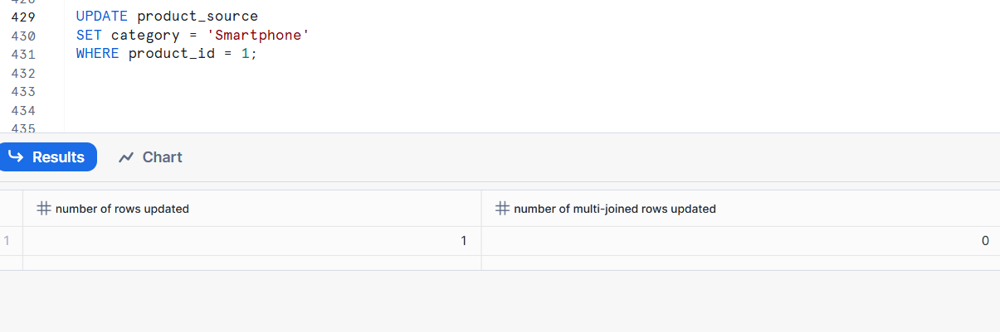 429 UPDATE product_source
430 SET category = 'Smartphone'
431 WHERE product_id = 1;
432
433
434
435
Results Chart
number of rows updated number of multi-joined rows updated
1 1 0